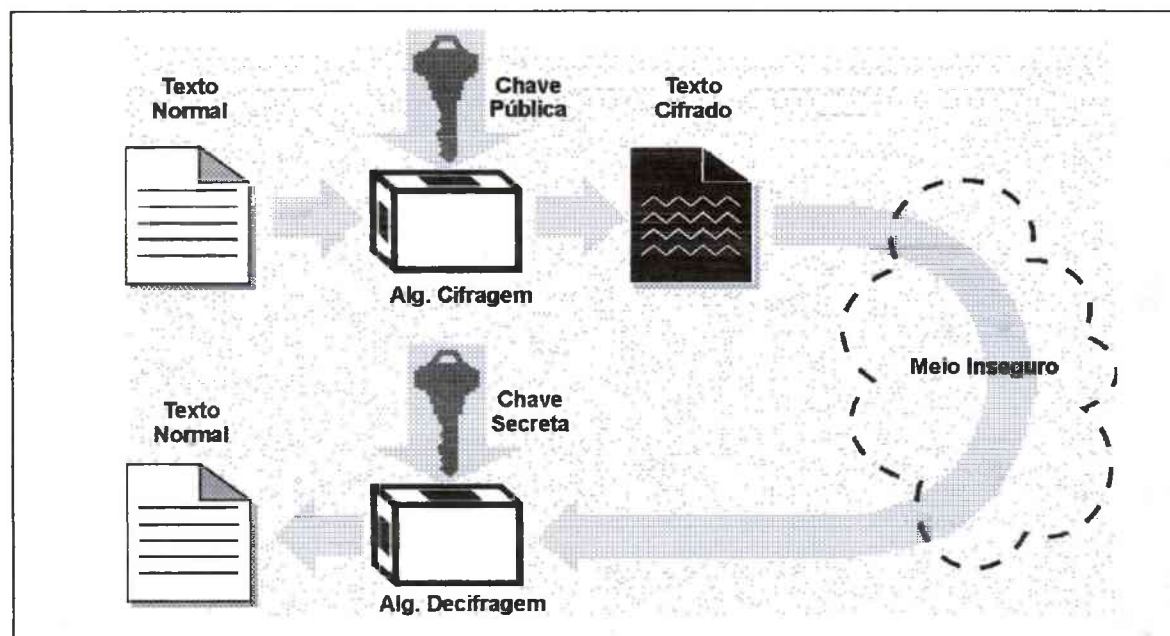 Texto
Normal
Chave
Pública
Texto
Cifrado
Alg. Cifragem
Meio Inseguro
Texto
Normal
Chave
Secreta
Alg. Decifragem